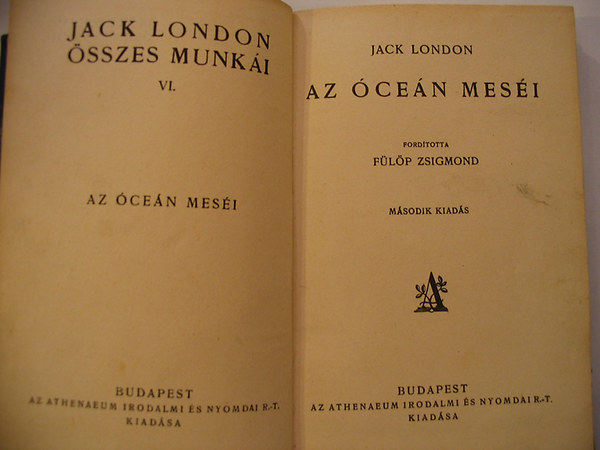 JACK LONDON
ÖSSZES MUNKÁI
VI.
AZ ÓCEÁN MESÉI
BUDAPEST
AZ ATHENAEUM IRODALMI ÉS NYOMDAI R.-T.
KIADÁSA
JACK LONDON
AZ ÓCEÁN MESÉI
FORDÍTOTTA
FÜLÖP ZSIGMOND
MÁSODIK KIADÁS
A
BUDAPEST
AZ ATHENAEUM IRODALMI ÉS NYOMDAI R.-T.
KIADÁSA